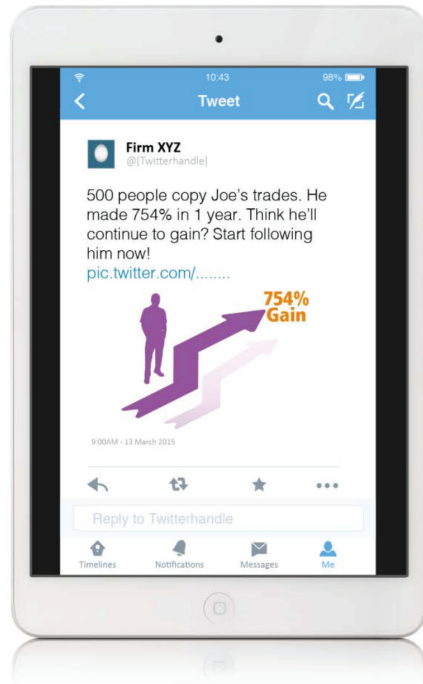 10:43
98%
Tweet
Firm XYZ
@[Twitterhandle]
500 people copy Joe's trades. He
made 754% in 1 year. Think he'll
continue to gain? Start following
him now!
pic.twitter.com/........
754%
Gain
9:00AM - 13 March 2015
Reply to Twitterhandle
Timelines
Notifications
Messages
Me